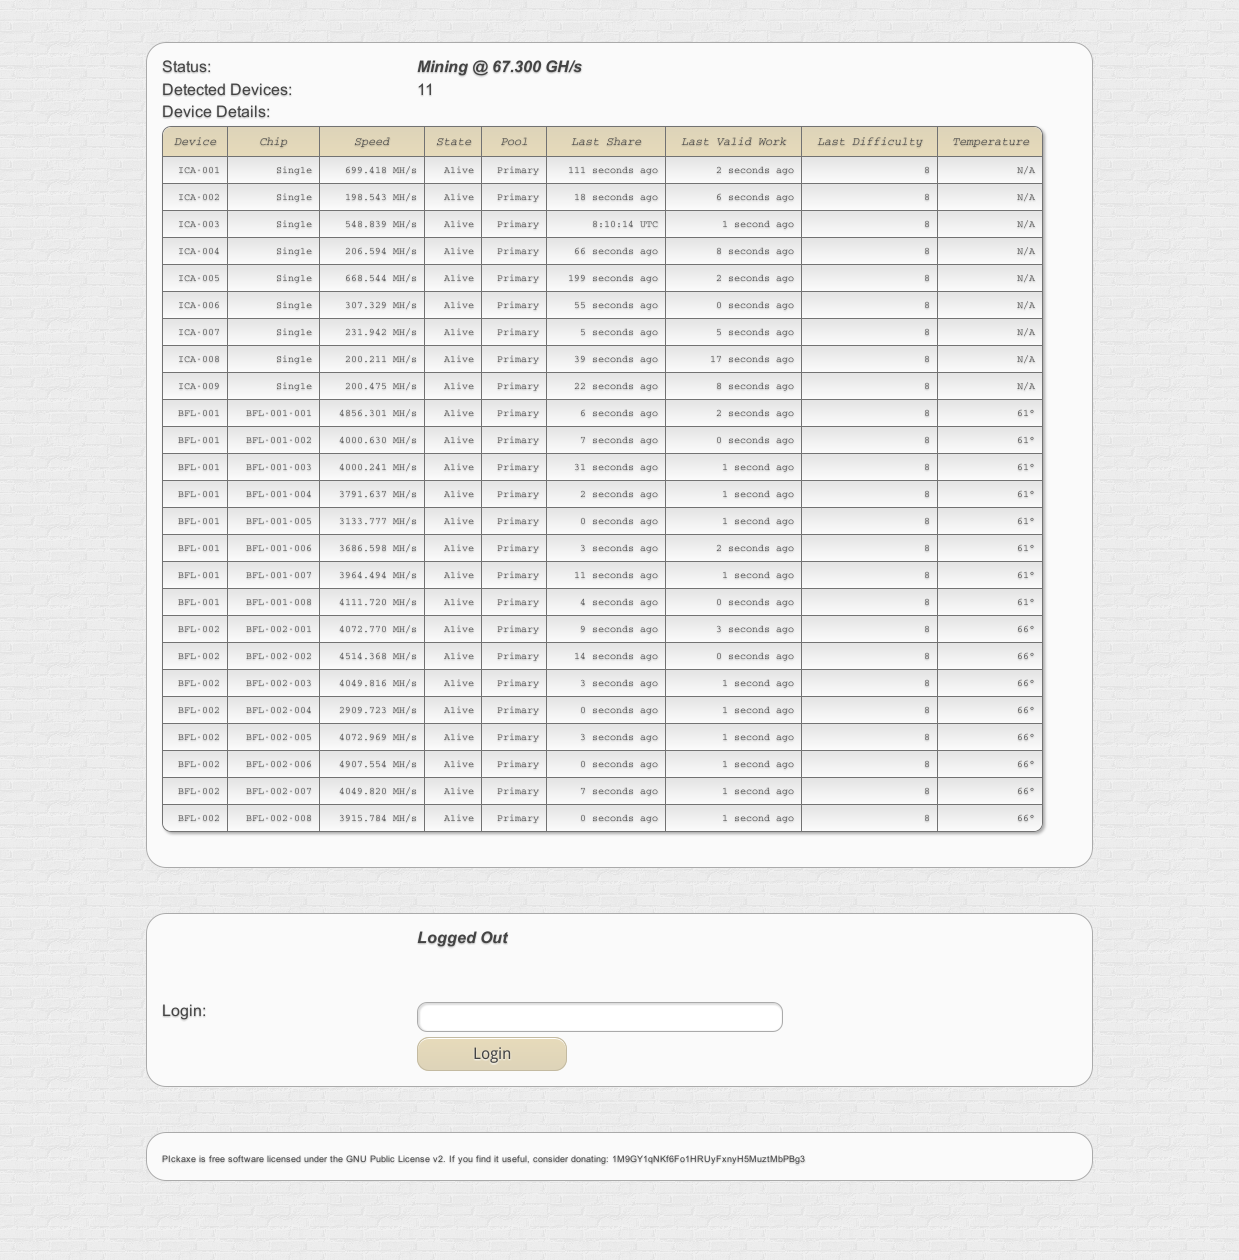 Status: Mining @ 67.300 GH/s
Detected Devices: 11
Device Details:
Device Chip Speed State Pool Last Share Last Valid Work Last Difficulty Temperature
ICA-001 Single 699.418 MH/s Alive Primary 111 seconds ago 2 seconds ago 8 N/A
ICA-002 Single 198.543 MH/s Alive Primary 18 seconds ago 6 seconds ago 8 N/A
ICA-003 Single 548.839 MH/s Alive Primary 8:10:14 UTC 1 second ago 8 N/A
ICA-004 Single 206.594 MH/s Alive Primary 66 seconds ago 8 seconds ago 8 N/A
ICA-005 Single 668.544 MH/s Alive Primary 199 seconds ago 2 seconds ago 8 N/A
ICA-006 Single 307.329 MH/s Alive Primary 55 seconds ago 0 seconds ago 8 N/A
ICA-007 Single 231.942 MH/s Alive Primary 5 seconds ago 5 seconds ago 8 N/A
ICA-008 Single 200.211 MH/s Alive Primary 39 seconds ago 17 seconds ago 8 N/A
ICA-009 Single 200.475 MH/s Alive Primary 22 seconds ago 8 seconds ago 8 N/A
BFL-001 BFL-001-001 4856.301 MH/s Alive Primary 6 seconds ago 2 seconds ago 8 61°
BFL-001 BFL-001-002 4000.630 MH/s Alive Primary 7 seconds ago 0 seconds ago 8 61°
BFL-001 BFL-001-003 4000.241 MH/s Alive Primary 31 seconds ago 1 second ago 8 61°
BFL-001 BFL-001-004 3791.637 MH/s Alive Primary 2 seconds ago 1 second ago 8 61°
BFL-001 BFL-001-005 3133.777 MH/s Alive Primary 0 seconds ago 1 second ago 8 61°
BFL-001 BFL-001-006 3686.598 MH/s Alive Primary 3 seconds ago 2 seconds ago 8 61°
BFL-001 BFL-001-007 3964.494 MH/s Alive Primary 11 seconds ago 1 second ago 8 61°
BFL-001 BFL-001-008 4111.720 MH/s Alive Primary 4 seconds ago 0 seconds ago 8 61°
BFL-002 BFL-002-001 4072.770 MH/s Alive Primary 9 seconds ago 3 seconds ago 8 66°
BFL-002 BFL-002-002 4514.368 MH/s Alive Primary 14 seconds ago 0 seconds ago 8 66°
BFL-002 BFL-002-003 4049.816 MH/s Alive Primary 3 seconds ago 1 second ago 8 66°
BFL-002 BFL-002-004 2909.723 MH/s Alive Primary 0 seconds ago 1 second ago 8 66°
BFL-002 BFL-002-005 4072.969 MH/s Alive Primary 3 seconds ago 1 second ago 8 66°
BFL-002 BFL-002-006 4907.554 MH/s Alive Primary 0 seconds ago 1 second ago 8 66°
BFL-002 BFL-002-007 4049.820 MH/s Alive Primary 7 seconds ago 1 second ago 8 66°
BFL-002 BFL-002-008 3915.784 MH/s Alive Primary 0 seconds ago 1 second ago 8 66°
Logged Out
Login:
Login
PIckaxe is free software licensed under the GNU Public License v2. If you find it useful, consider donating: 1M9GY1qNKf6Fo1HRUyFxnyH5MuztMbPBg3